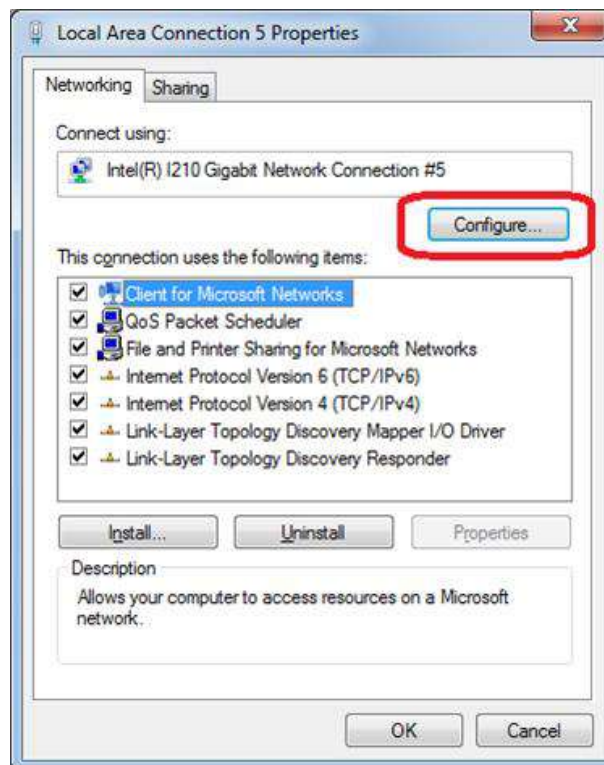 Local Area Connection 5 Properties
Networking
Sharing
Connect using:
Intel(R) I210 Gigabit Network Connection #5
Configure...
This connection uses the following items:
Client for Microsoft Networks
QoS Packet Scheduler
File and Printer Sharing for Microsoft Networks
Internet Protocol Version 6 (TCP/IPv6)
Internet Protocol Version 4 (TCP/IPv4)
Link-Layer Topology Discovery Mapper I/O Driver
Link-Layer Topology Discovery Responder
Install...
Uninstall
Properties
Description
Allows your computer to access resources on a Microsoft
network.
OK
Cancel